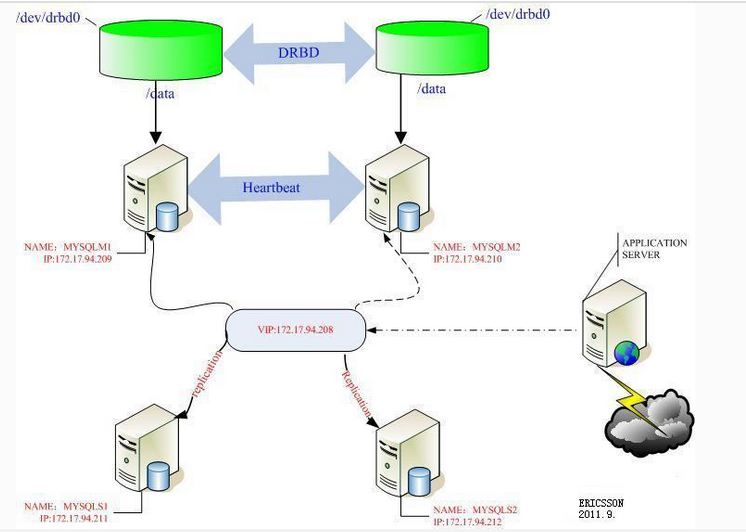 /dev/drbd0
/dev/drbd0
DRBD
/data
/data
Heartbeat
NAME：MYSQLM1
IP:172.17.94.209
NAME：MYSQLM2
IP:172.17.94.210
APPLICATION
SERVER
VIP:172.17.94.208
replication
Replication
NAME：MYSQLS1
IP:172.17.94.211
NAME：MYSQLS2
IP:172.17.94.212
ERICSSON
2011.9.